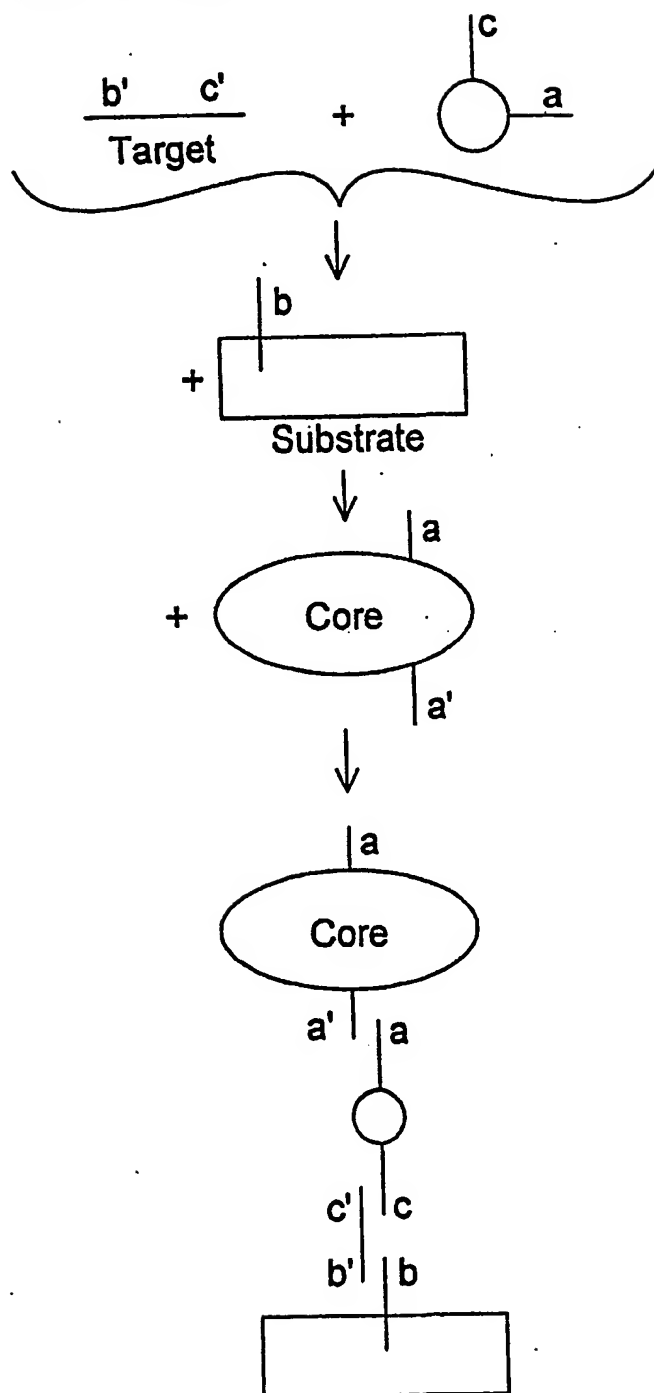 c
b' c' + a
Target
b
+
Substrate
a
+ Core
a'
a
Core
a' a
c' c
b' b